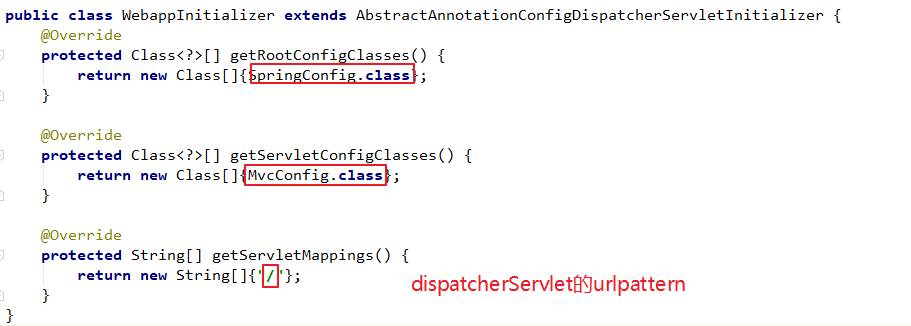 public class WebappInitializer extends AbstractAnnotationConfigDispatcherServletInitializer {
@Override
protected Class<?>[] getRootConfigClasses() {
return new Class[]{SpringConfig.class};
}
@Override
protected Class<?>[] getServletConfigClasses() {
return new Class[]{MvcConfig.class};
}
@Override
protected String[] getServletMappings() {
return new String[]{"/"};
}
dispatcherServlet的urlpattern
}